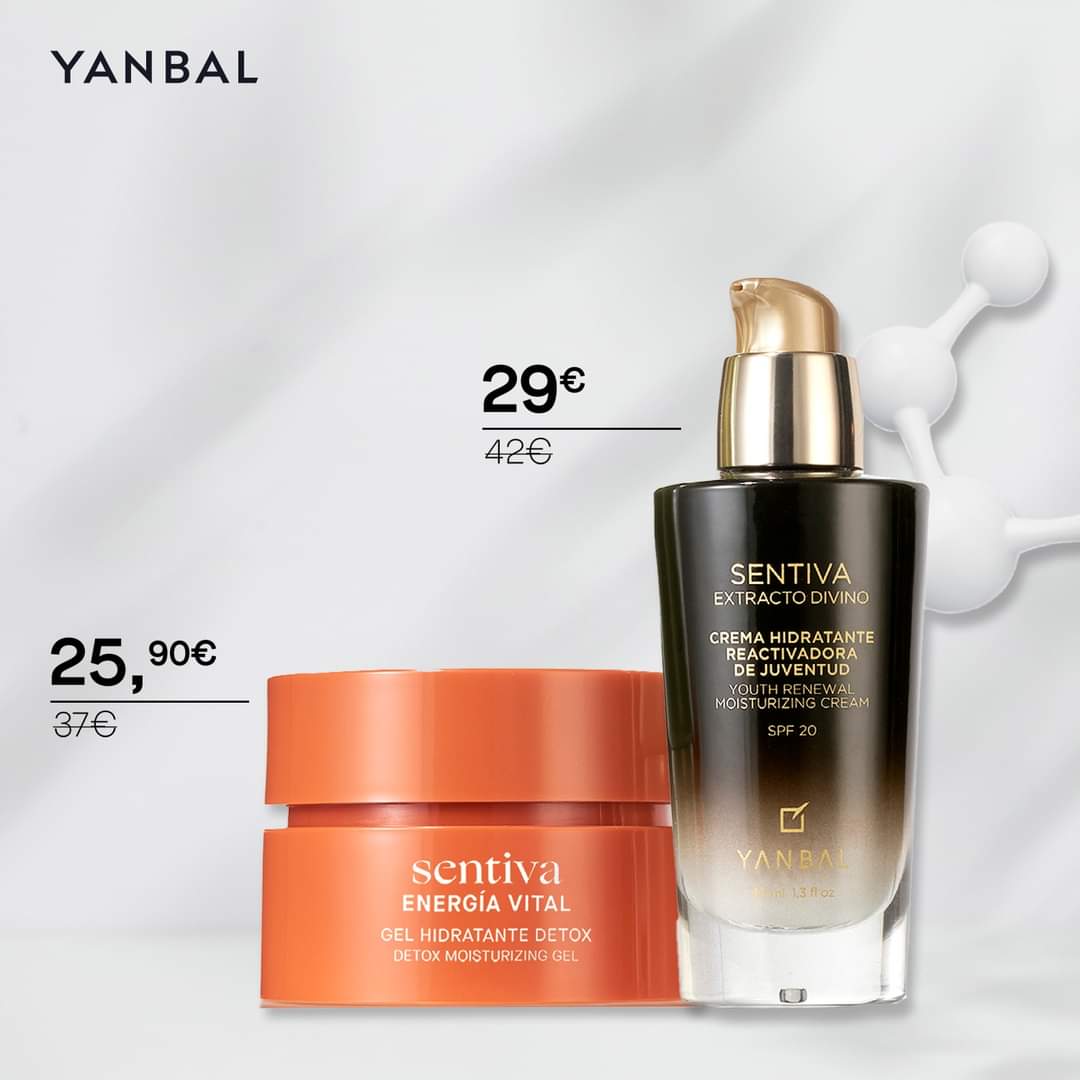 YANBAL
29€
42€
25,90€
37€
SENTIVA
EXTRACTO DIVINO
CREMA HIDRATANTE
REACTIVADORA
DE JUVENTUD
YOUTH RENEWAL
MOISTURIZING CREAM
SPF 20
YANBAL
ml 1.3 fl oz
sentiva
ENERGÍA VITAL
GEL HIDRATANTE DETOX
DETOX MOISTURIZING GEL